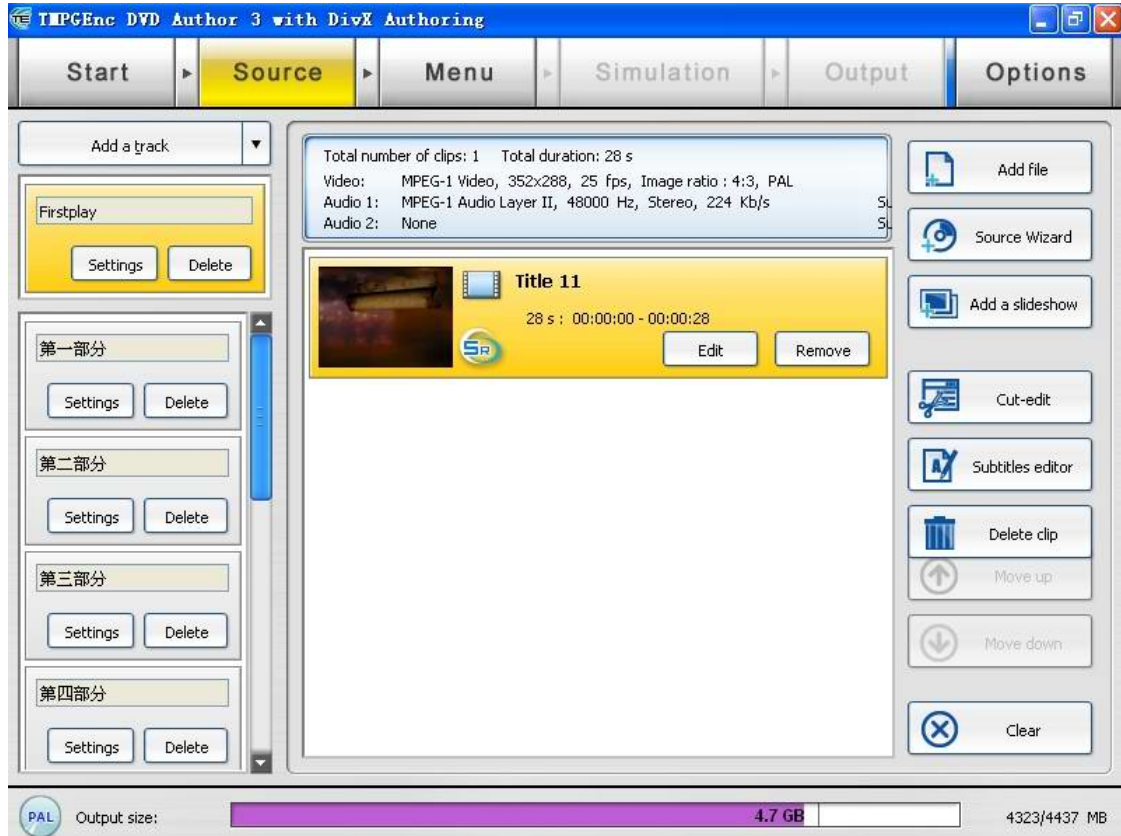 TMPGEnc DVD Author 3 with DivX Authoring
Start Source Menu Simulation Output Options
Add a track
Firstplay
Settings Delete
第一部分
Settings Delete
第二部分
Settings Delete
第三部分
Settings Delete
第四部分
Settings Delete
Total number of clips: 1 Total duration: 28 s
Video: MPEG-1 Video, 352x288, 25 fps, Image ratio : 4:3, PAL
Audio 1: MPEG-1 Audio Layer II, 48000 Hz, Stereo, 224 Kb/s
Audio 2: None
Title 11
28 s : 00:00:00 - 00:00:28
SR
Edit Remove
Add file
Source Wizard
Add a slideshow
Cut-edit
Subtitles editor
Delete clip
Move up
Move down
Clear
PAL Output size: 4.7 GB 4323/4437 MB